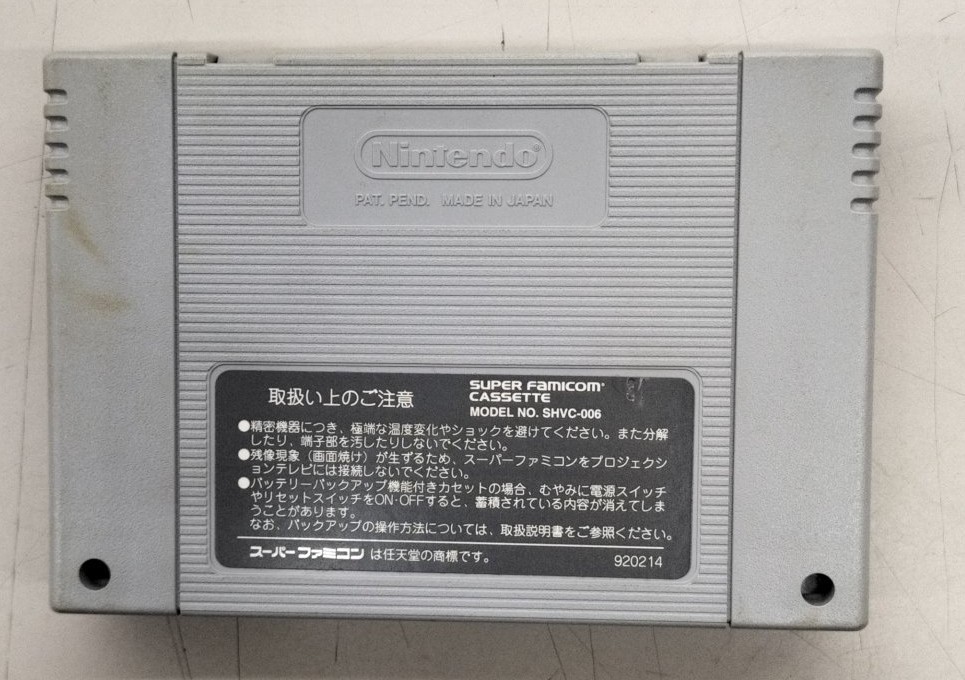 Nintendo®
PAT. PEND. MADE IN JAPAN
取扱い上のご注意
SUPER FAMICOM®
CASSETTE
MODEL NO. SHVC-006
●精密機器につき、極端な温度変化やショックを避けてください。また分解
したり、端子部を汚したりしないでください。
●残像現象（画面焼け）が生ずるため、スーパーファミコンをプロジェクシ
ョンテレビには接続しないでください。
●バッテリーバックアップ機能付きカセットの場合、むやみに電源スイッチ
やリセットスイッチをON・OFFすると、蓄積されている内容が消えてしま
うことがあります。
なお、バックアップの操作方法については、取扱説明書をご参照ください。
スーパーファミコンは任天堂の商標です。
920214